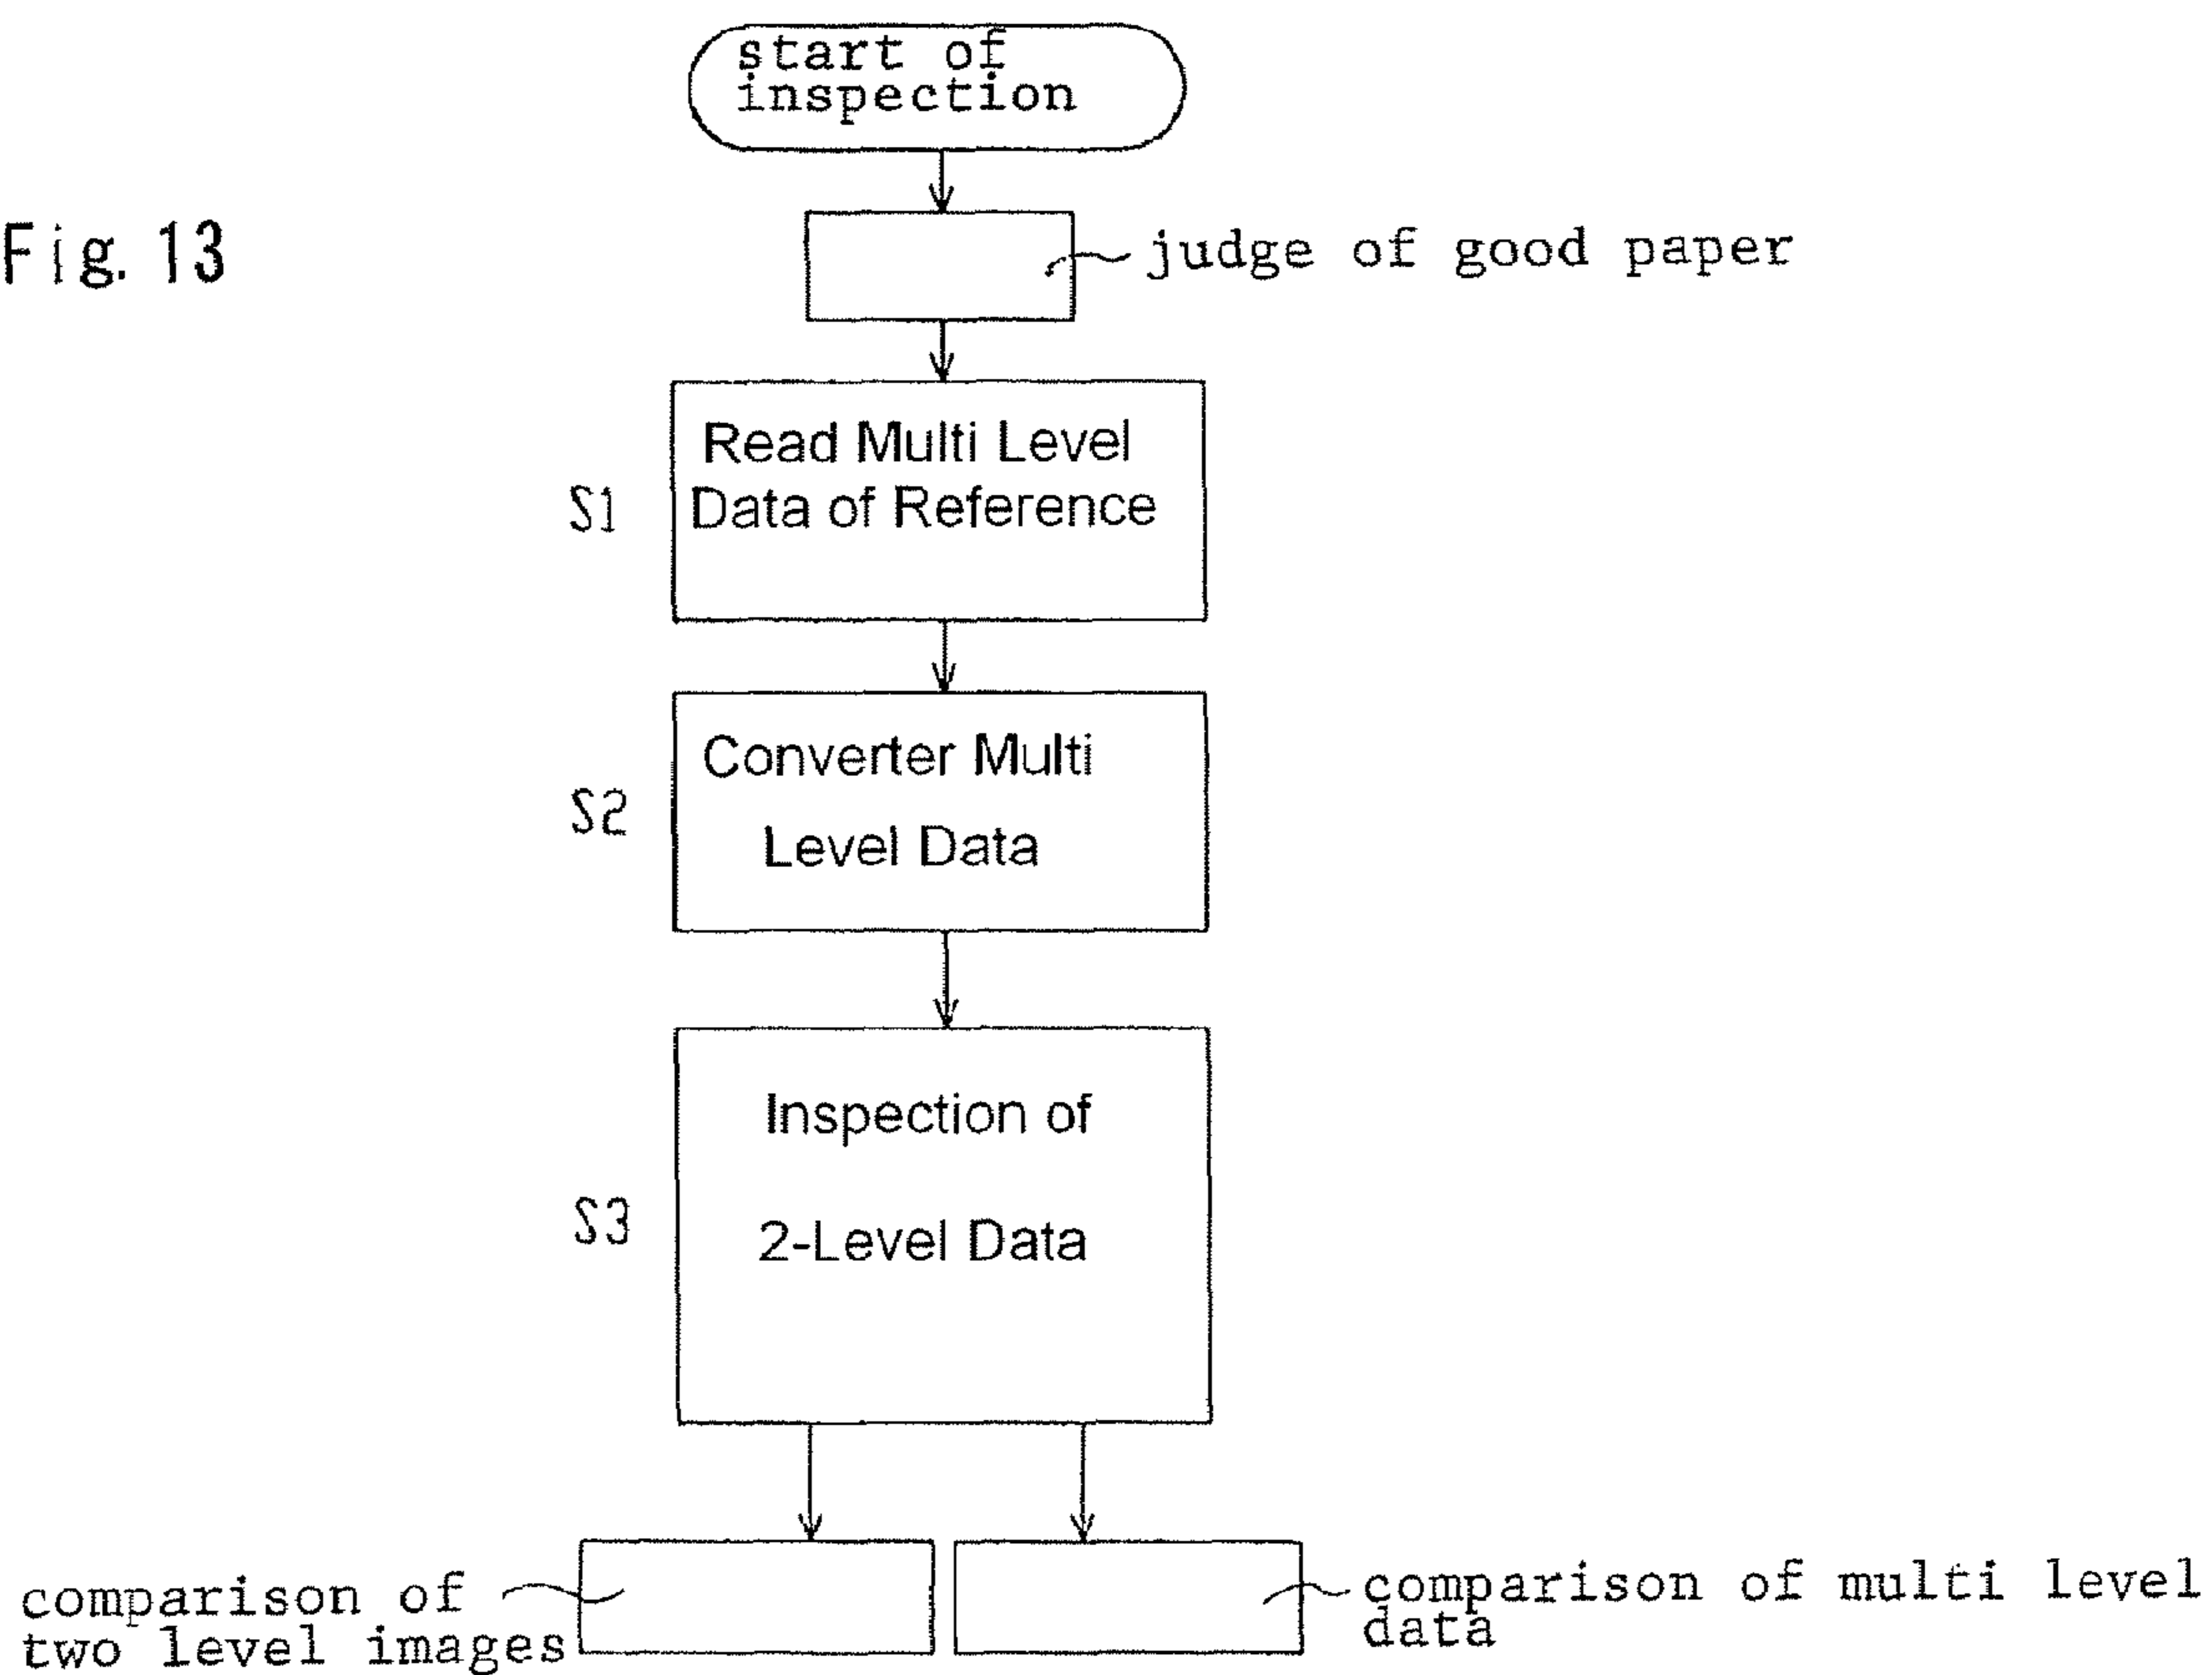 start of
inspection
Fig. 13
judge of good paper
Read Multi Level
Data of Reference
S1
Converter Multi
Level Data
S2
Inspection of
2-Level Data
S3
comparison of
two level images
comparison of multi level
data